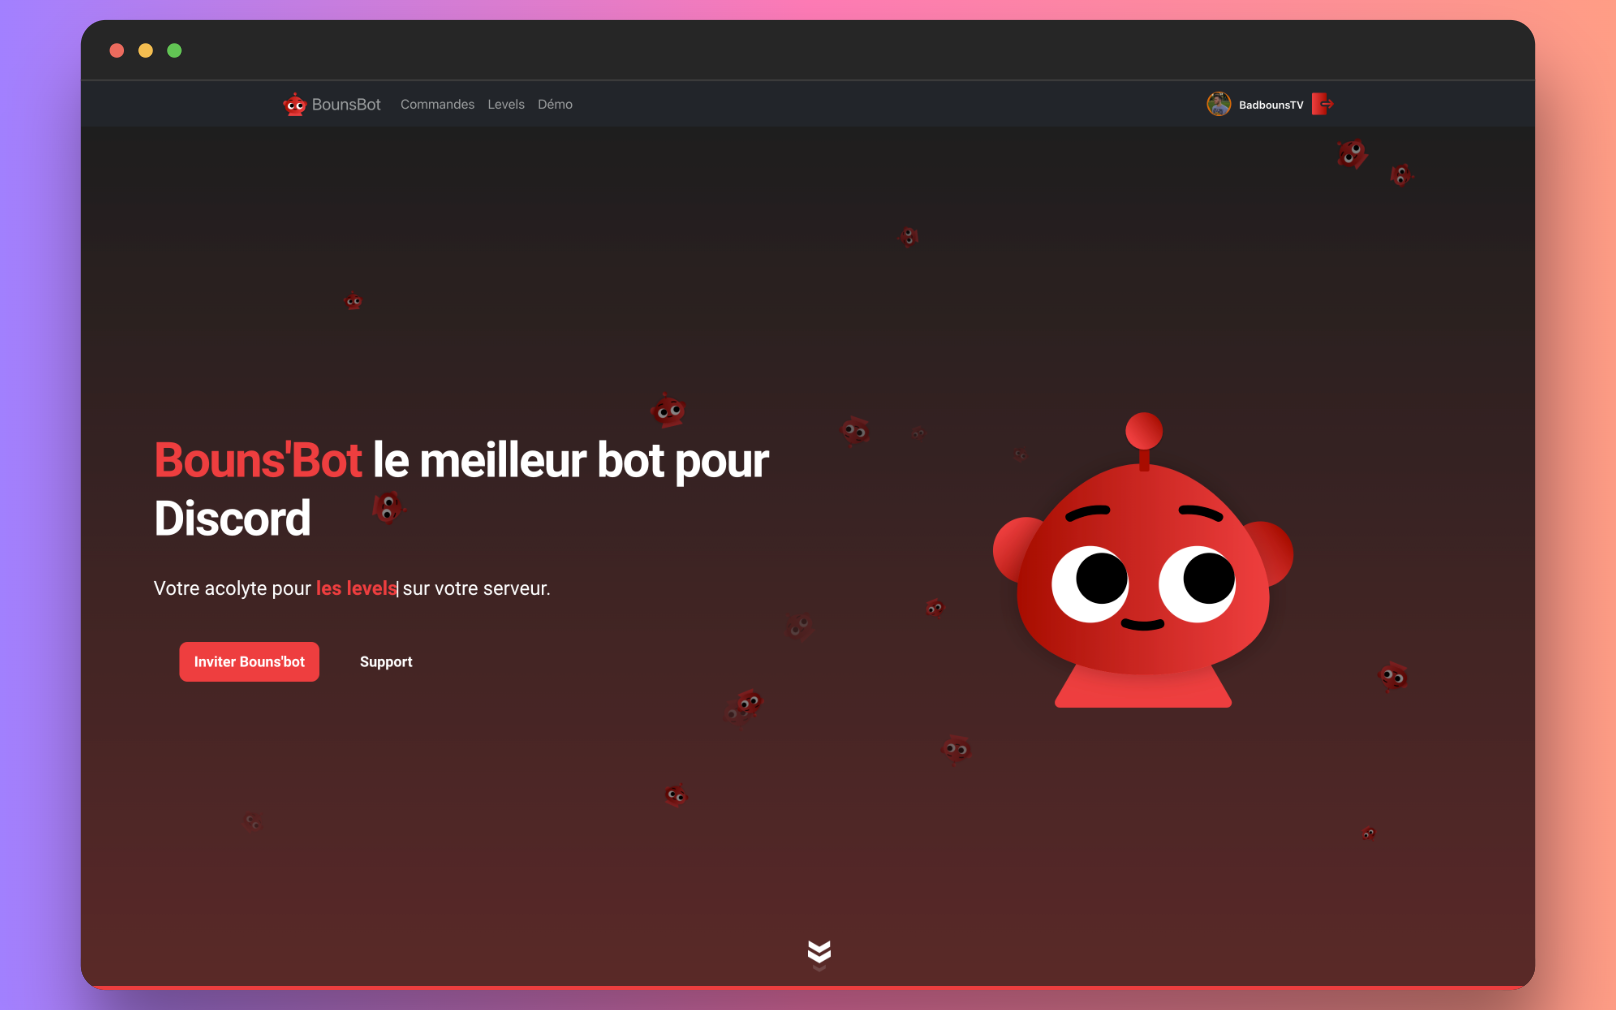 BounsBot Commandes Levels Démo BadbounsTV
Bouns'Bot le meilleur bot pour
Discord
Votre acolyte pour les levels sur votre serveur.
Inviter Bouns'bot Support